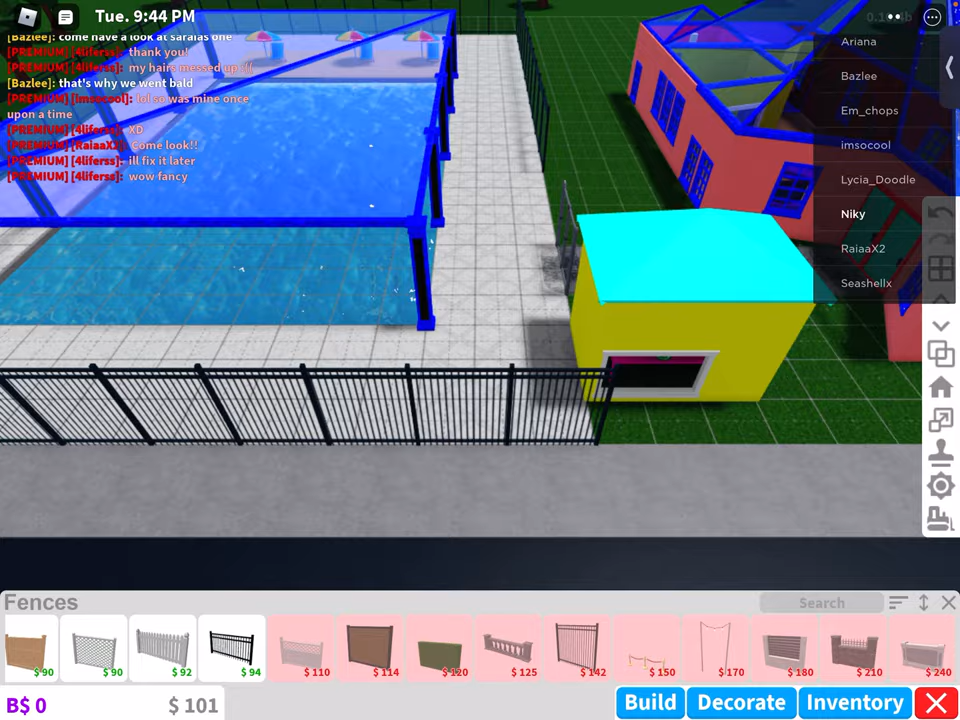 Tue. 9:44 PM
[Bazlee]: come have a look at saraias one
[PREMIUM] [4liferss]: thank you!
[PREMIUM] [4liferss]: my hairs messed up :((
[Bazlee]: that's why we went bald
[PREMIUM] [Imsocool]: lol so was mine once
upon a time
[PREMIUM] [4liferss]: XD
[PREMIUM] [RaiaaX2]: Come look!!
[PREMIUM] [4liferss]: ill fix it later
[PREMIUM] [4liferss]: wow fancy
Ariana
Bazlee
Em_chops
imsocool
Lycia_Doodle
Niky
RaiaaX2
Seashellx
Fences
Search
$90
$90
$92
$94
$110
$114
$120
$125
$142
$150
$170
$180
$210
$240
B$ 0
$ 101
Build
Decorate
Inventory